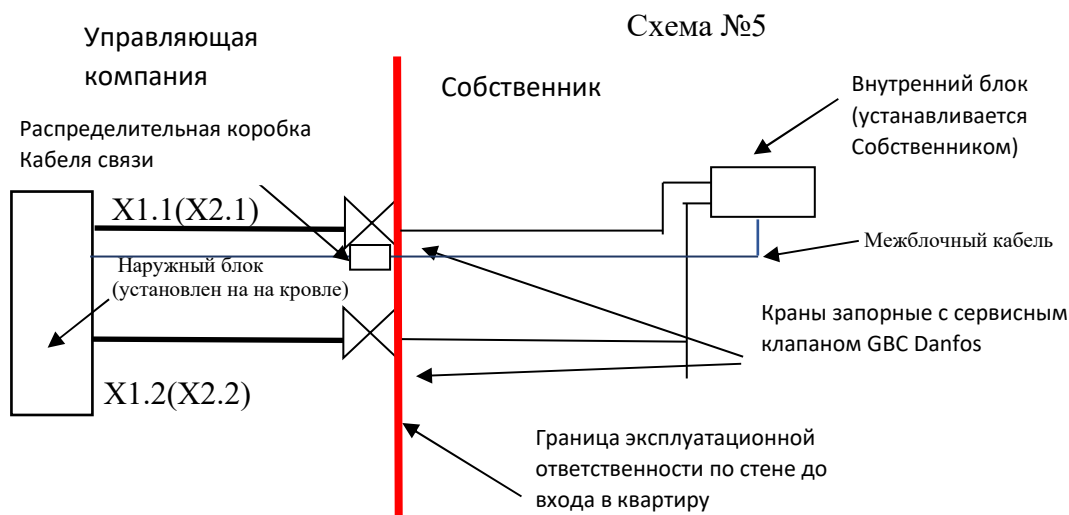 Схема №5
Управляющая
компания
Собственник
Внутренний блок
(устанавливается
Собственником)
Распределительная коробка
Кабеля связи
X1.1(X2.1)
Межблочный кабель
Наружный блок
(установлен на на кровле)
Краны запорные с сервисным
клапаном GBC Danfos
X1.2(X2.2)
Граница эксплуатационной
ответственности по стене до
входа в квартиру